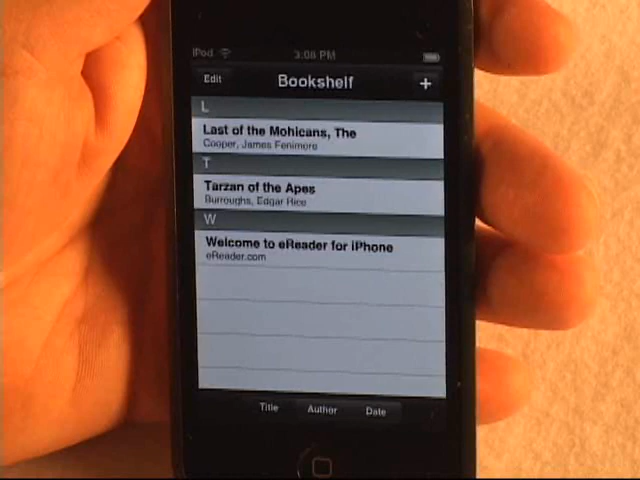 iPod 3:06 PM
Edit Bookshelf +
L
Last of the Mohicans, The
Cooper, James Fenimore
T
Tarzan of the Apes
Burroughs, Edgar Rice
W
Welcome to eReader for iPhone
eReader.com
Title Author Date